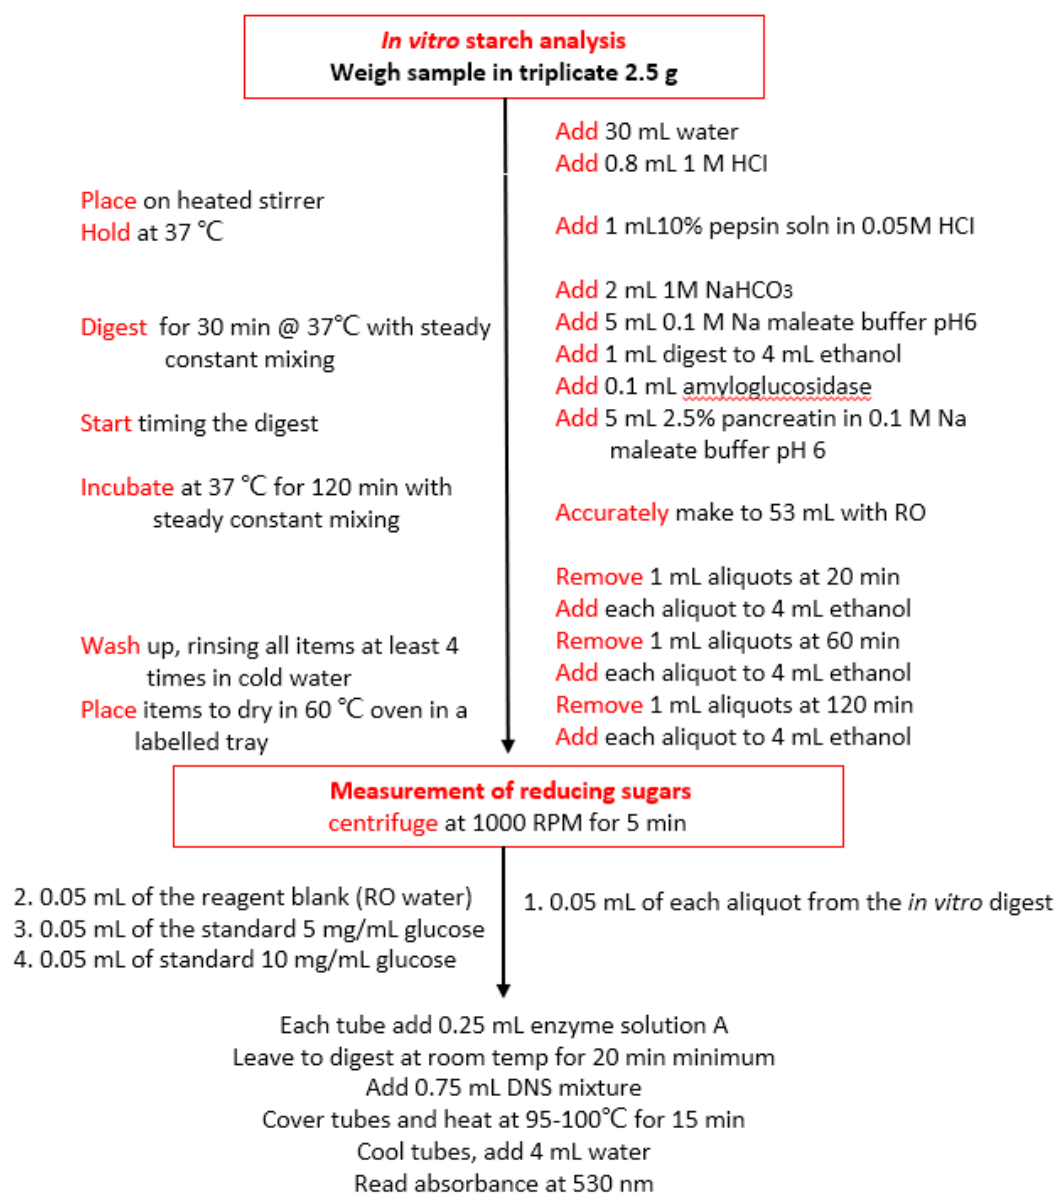 In vitro starch analysis
Weigh sample in triplicate 2.5 g
Add 30 mL water
Add 0.8 mL 1 M HCl
Place on heated stirrer
Hold at 37 ℃
Add 1 mL10% pepsin soln in 0.05M HCl
Add 2 mL 1M NaHCO3
Digest for 30 min @ 37℃ with steady
constant mixing
Add 5 mL 0.1 M Na maleate buffer pH6
Add 1 mL digest to 4 mL ethanol
Add 0.1 mL amyloglucosidase
Start timing the digest
Add 5 mL 2.5% pancreatin in 0.1 M Na
maleate buffer pH 6
Incubate at 37 ℃ for 120 min with
steady constant mixing
Accurately make to 53 mL with RO
Remove 1 mL aliquots at 20 min
Add each aliquot to 4 mL ethanol
Remove 1 mL aliquots at 60 min
Add each aliquot to 4 mL ethanol
Remove 1 mL aliquots at 120 min
Add each aliquot to 4 mL ethanol
Wash up, rinsing all items at least 4
times in cold water
Place items to dry in 60 ℃ oven in a
labelled tray
Measurement of reducing sugars
centrifuge at 1000 RPM for 5 min
1. 0.05 mL of each aliquot from the in vitro digest
2. 0.05 mL of the reagent blank (RO water)
3. 0.05 mL of the standard 5 mg/mL glucose
4. 0.05 mL of standard 10 mg/mL glucose
Each tube add 0.25 mL enzyme solution A
Leave to digest at room temp for 20 min minimum
Add 0.75 mL DNS mixture
Cover tubes and heat at 95-100℃ for 15 min
Cool tubes, add 4 mL water
Read absorbance at 530 nm